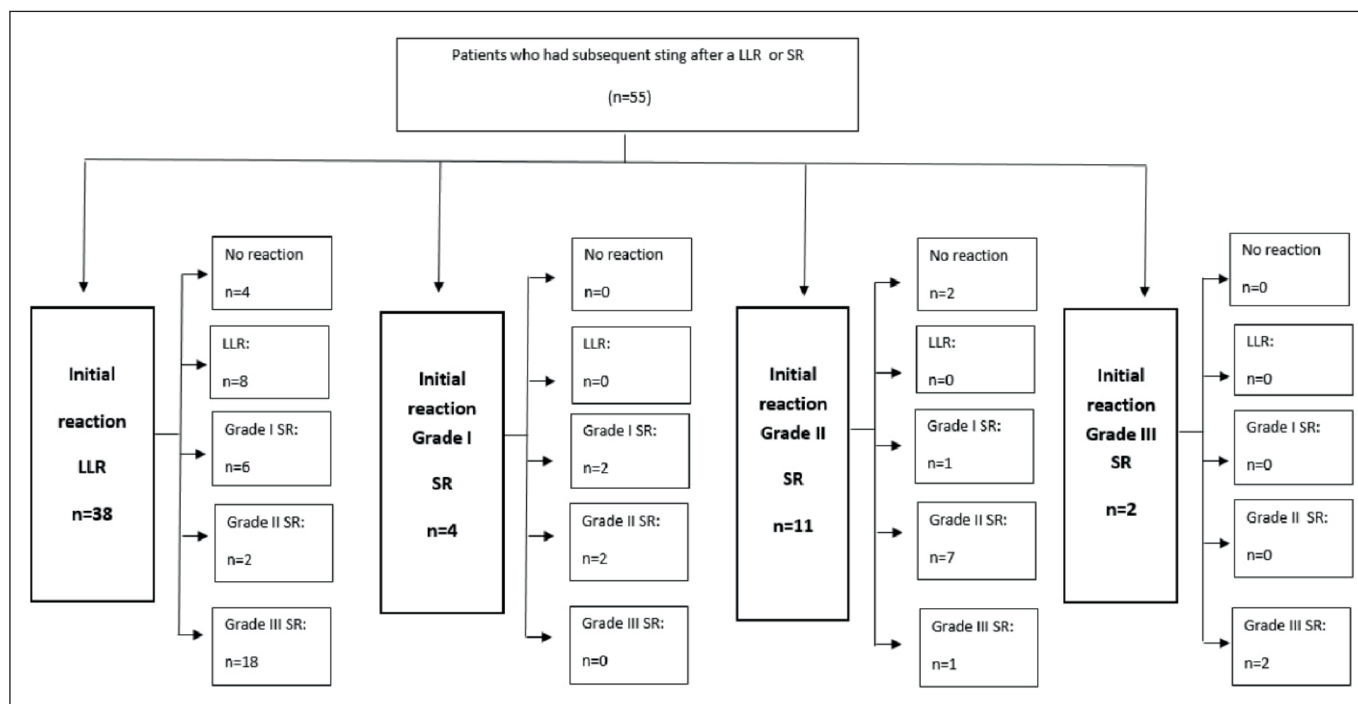 Patients who had subsequent sting after a LLR or SR
(n=55)
Initial
reaction
LLR
n=38
No reaction
n=4
LLR:
n=8
Grade I SR:
n=6
Grade II SR:
n=2
Grade III SR:
n=18
Initial
reaction
Grade I
SR
n=4
No reaction
n=0
LLR:
n=0
Grade I SR:
n=2
Grade II SR:
n=2
Grade III SR:
n=0
Initial
reaction
Grade II
SR
n=11
No reaction
n=2
LLR:
n=0
Grade I SR:
n=1
Grade II SR:
n=7
Grade III SR:
n=1
Initial
reaction
Grade III
SR
n=2
No reaction
n=0
LLR:
n=0
Grade I SR:
n=0
Grade II SR:
n=0
Grade III SR:
n=2